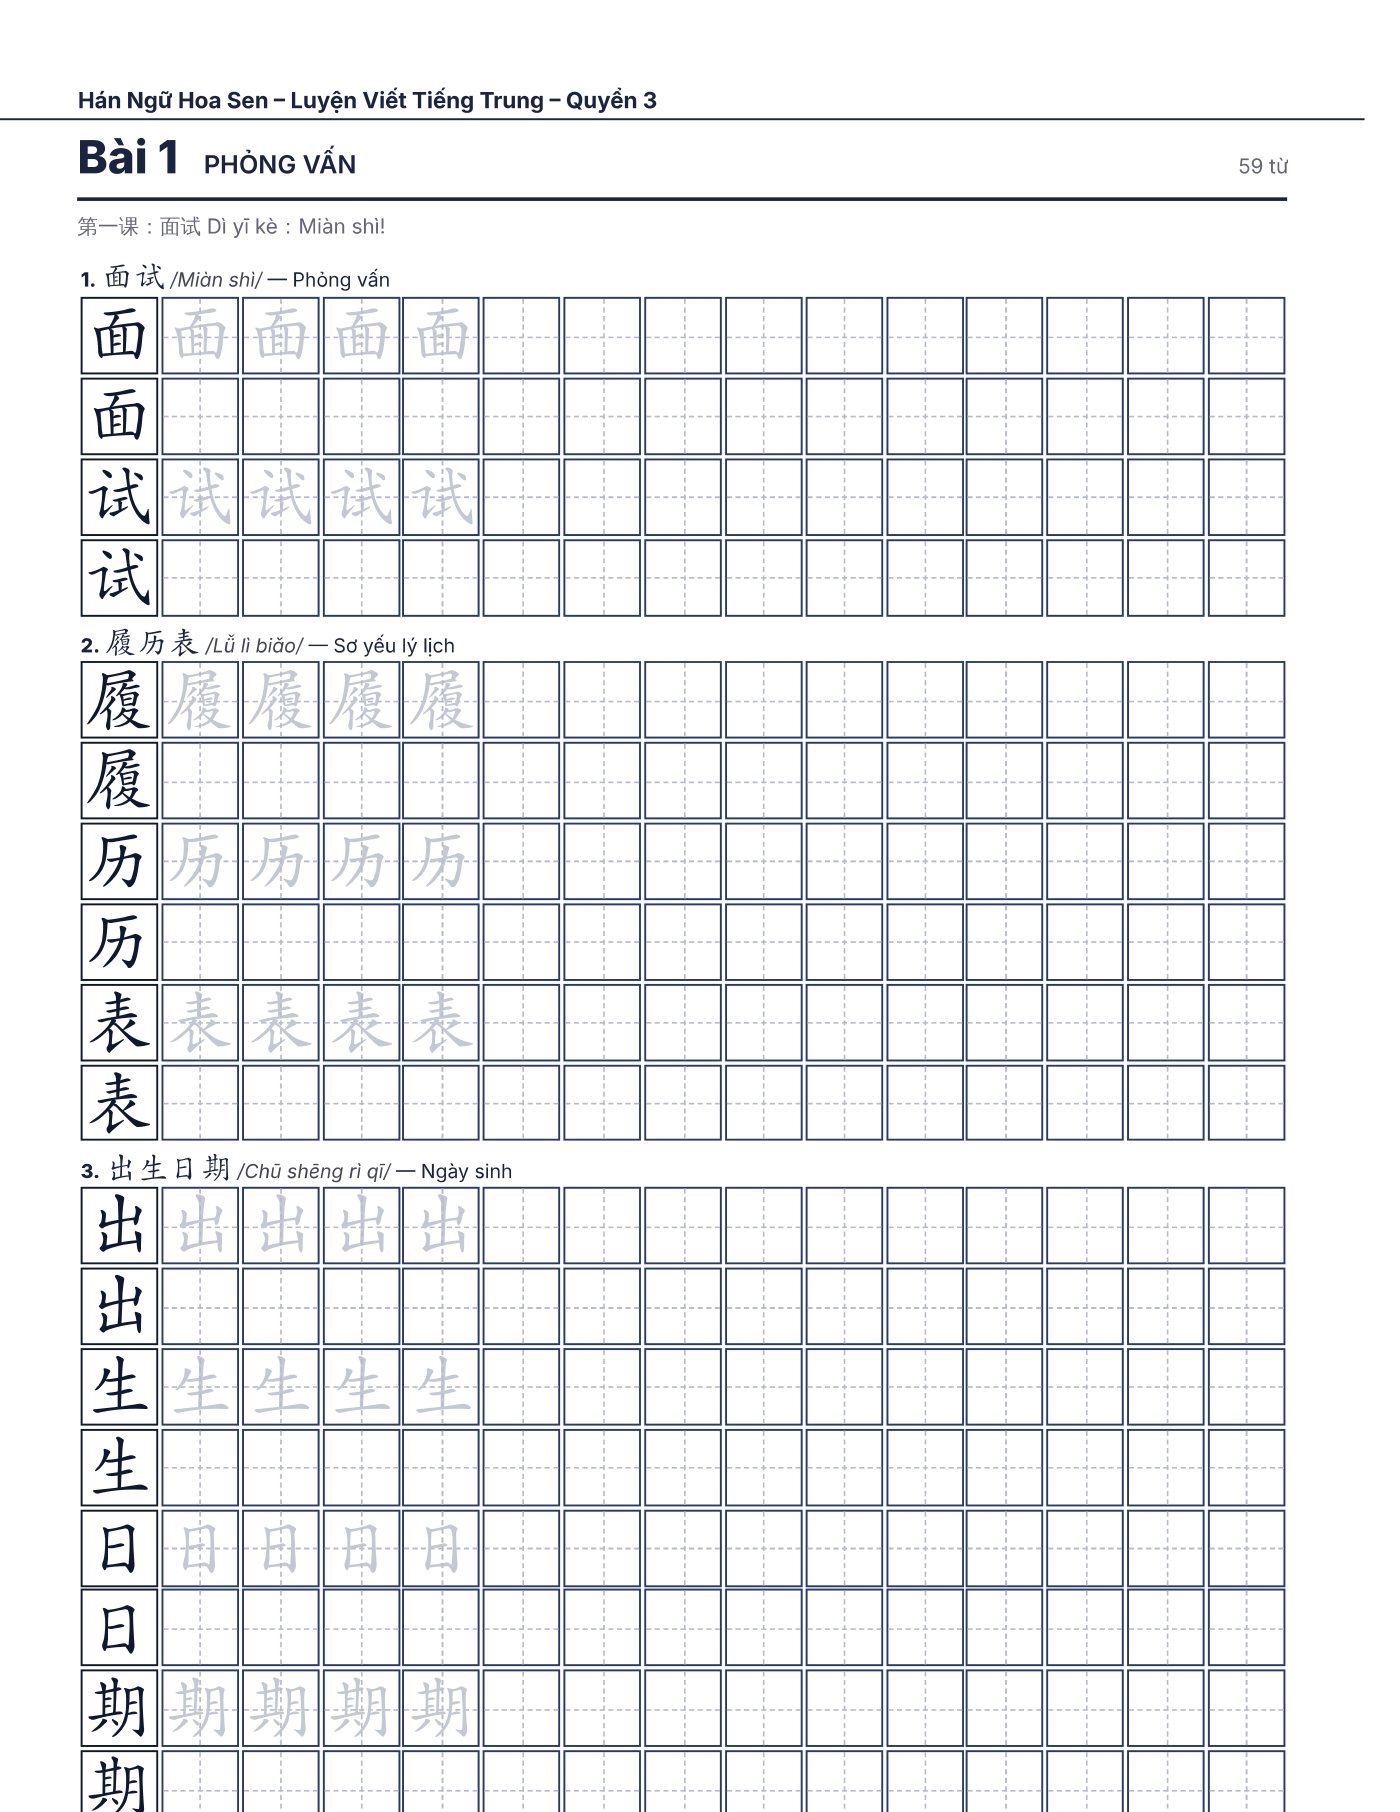 Hán Ngữ Hoa Sen – Luyện Viết Tiếng Trung – Quyển 3
Bài 1 PHỎNG VẤN 59 từ
第一课：面试 Dì yī kè：Miàn shì!
1. 面试 /Miàn shì/ — Phỏng vấn
面 面 面 面 面
面
试 试 试 试 试
试
2. 履历表 /Lǚ lì biǎo/ — Sơ yếu lý lịch
履 履 履 履 履
履
历 历 历 历 历
历
表 表 表 表 表
表
3. 出生日期 /Chū shēng rì qī/ — Ngày sinh
出 出 出 出 出
出
生 生 生 生 生
生
日 日 日 日 日
日
期 期 期 期 期
期